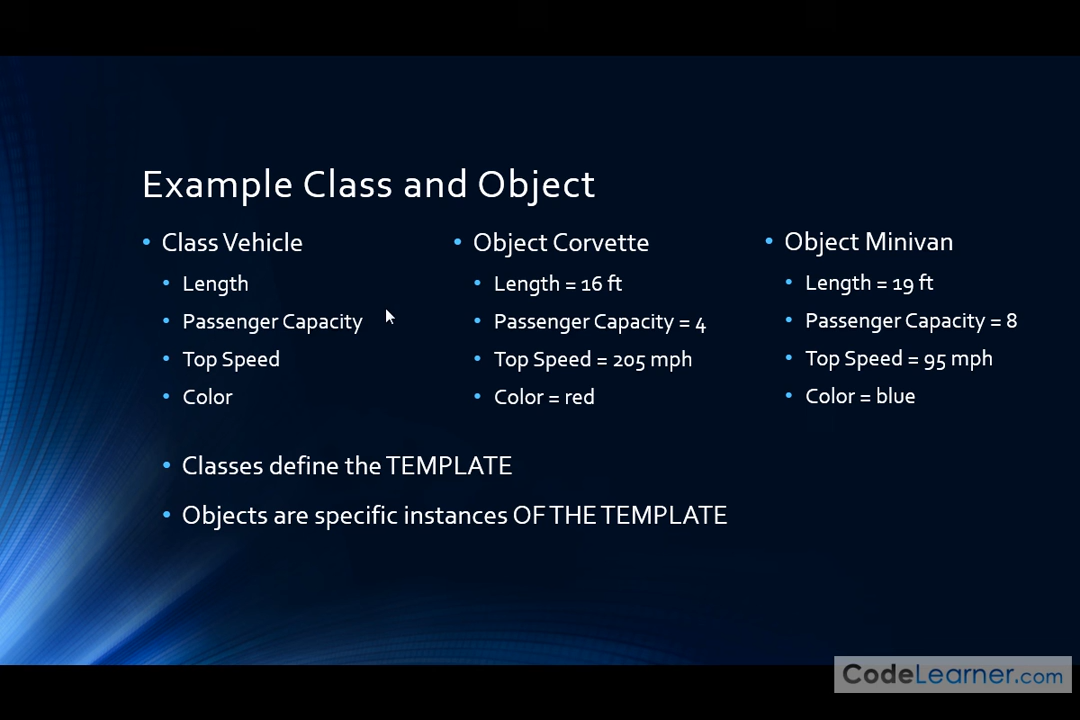 Example Class and Object
• Class Vehicle
• Length
• Passenger Capacity
• Top Speed
• Color
• Object Corvette
• Length = 16 ft
• Passenger Capacity = 4
• Top Speed = 205 mph
• Color = red
• Object Minivan
• Length = 19 ft
• Passenger Capacity = 8
• Top Speed = 95 mph
• Color = blue
• Classes define the TEMPLATE
• Objects are specific instances OF THE TEMPLATE
CodeLearner.com